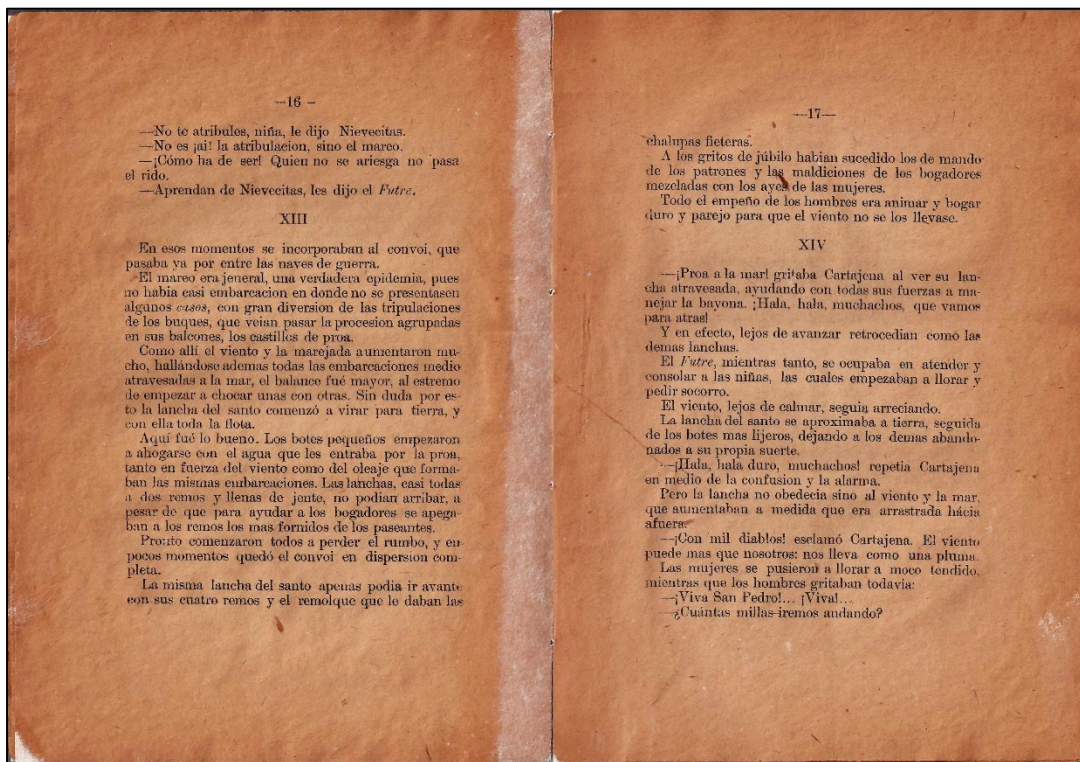 —16 –
—No te atribules, niña, le dijo Nievecitas.
—No es ¡ai! la atribulacion, sino el mareo.
—¡Cómo ha de ser! Quien no se ariesga no pasa
el rido.
—Aprendan de Nievecitas, les dijo el Futre.
XIII
En esos momentos se incorporaban al convoi, que
pasaba ya por entre las naves de guerra.
El mareo era jeneral, una verdadera epidemia, pues
no habia casi embarcacion en donde no se presentasen
algunos casos, con gran diversion de las tripulaciones
de los buques, que veian pasar la procesion agrupadas
en sus balcones, los castillos de proa.
Como allí el viento y la marejada aumentaron mu-
cho, hallándose ademas todas las embarcaciones medio
atravesadas a la mar, el balance fué mayor, al estremo
de empezar a chocar unas con otras. Sin duda por es-
to la lancha del santo comenzó a virar para tierra, y
con ella toda la flota.
Aquí fué lo bueno. Los botes pequeños empezaron
a ahogarse con el agua que les entraba por la proa,
tanto en fuerza del viento como del oleaje que forma-
ban las mismas embarcaciones. Las lanchas, casi todas
a dos remos y llenas de jente, no podian arribar, a
pesar de que para ayudar a los bogadores se apega-
ban a los remos los mas fornidos de los paseantes.
Pronto comenzaron todos a perder el rumbo, y en
pocos momentos quedó el convoi en dispersion com-
pleta.
La misma lancha del santo apenas podia ir avante
con sus cuatro remos y el remolque que le daban las
—17—
chalupas fleteras.
A los gritos de júbilo habian sucedido los de mando
de los patrones y las maldiciones de los bogadores
mezcladas con los ayes de las mujeres.
Todo el empeño de los hombres era animar y bogar
duro y parejo para que el viento no se los llevase.
XIV
—¡Proa a la mar! gritaba Cartajena al ver su lan-
cha atravesada, ayudando con todas sus fuerzas a ma-
nejar la bayona. ¡Hala, hala, muchachos, que vamos
para atras!
Y en efecto, lejos de avanzar retrocedian como las
demas lanchas.
El Futre, mientras tanto, se ocupaba en atender y
consolar a las niñas, las cuales empezaban a llorar y
pedir socorro.
El viento, lejos de calmar, seguia arreciando.
La lancha del santo se aproximaba a tierra, seguida
de los botes mas lijeros, dejando a los demas abando-
nados a su propia suerte.
—¡Hala, hala duro, muchachos! repetia Cartajena
en medio de la confusion y la alarma.
Pero la lancha no obedecia sino al viento y la mar,
que aumentaban a medida que era arrastrada hácia
afuera.
—¡Con mil diablos! esclamó Cartajena. El viento
puede mas que nosotros: nos lleva como una pluma.
Las mujeres se pusieron a llorar a moco tendido,
mientras que los hombres gritaban todavia:
—¡Viva San Pedro!... ¡Viva!...
—¿Cuántas millas iremos andando?